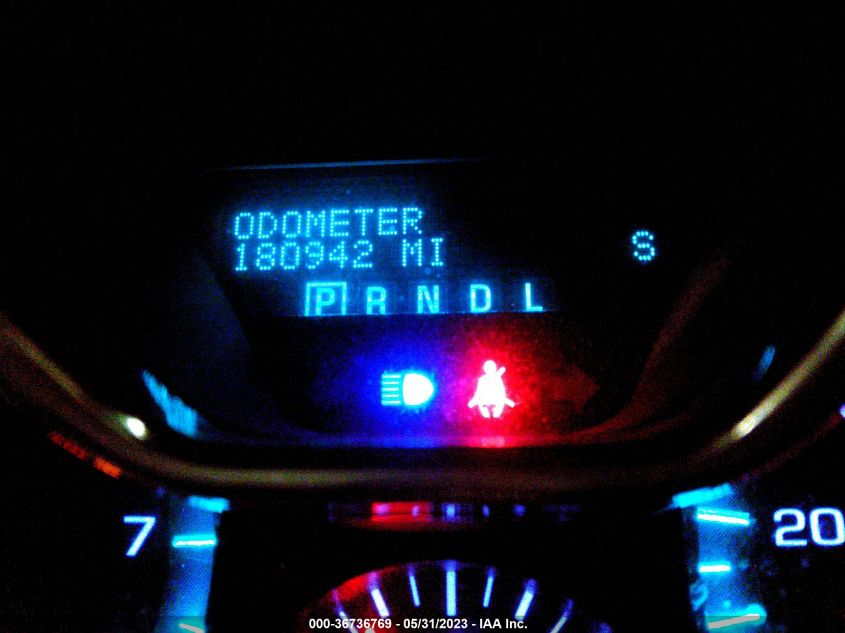 ODOMETER
180942 MI
S
P R N D L
7
20
000-36736769 - 05/31/2023 - IAA Inc.